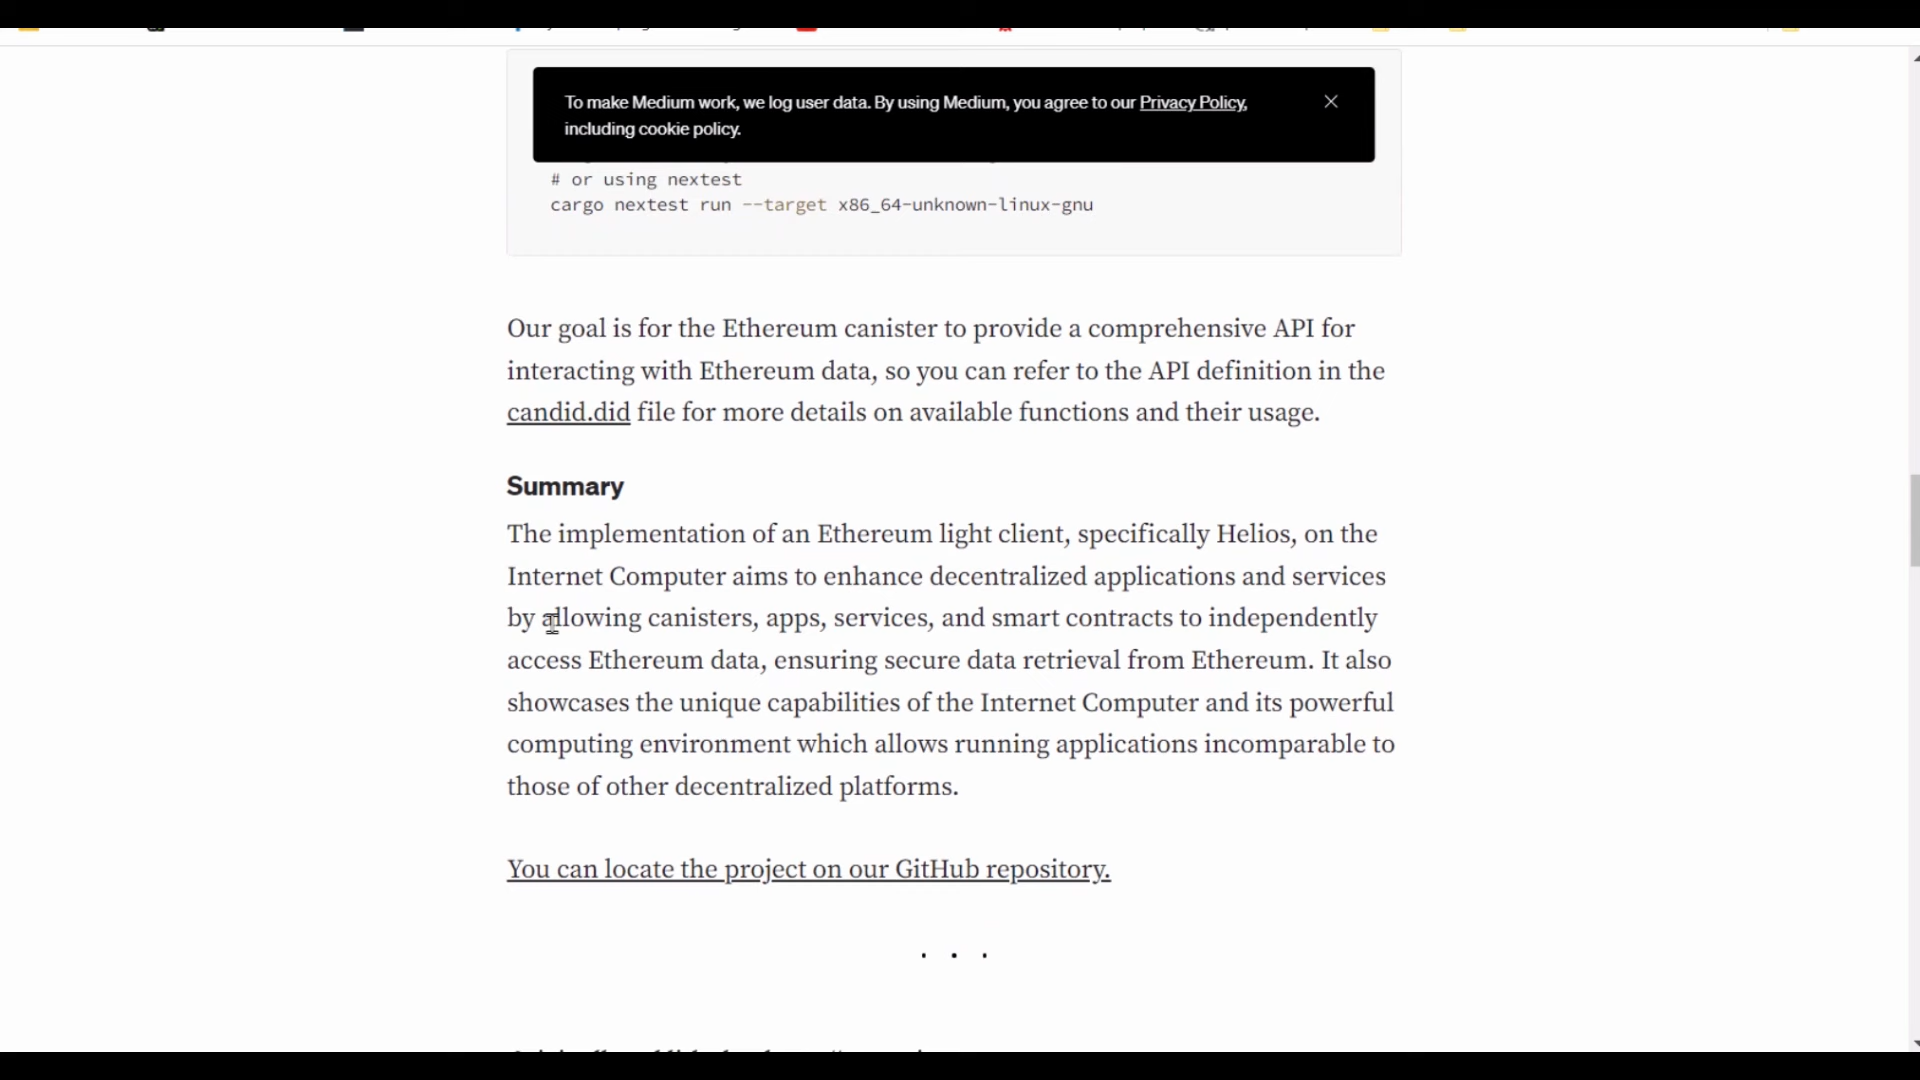 To make Medium work, we log user data. By using Medium, you agree to our Privacy Policy,
including cookie policy.
# or using nextest
cargo nextest run --target x86_64-unknown-linux-gnu
Our goal is for the Ethereum canister to provide a comprehensive API for
interacting with Ethereum data, so you can refer to the API definition in the
candid.did file for more details on available functions and their usage.
Summary
The implementation of an Ethereum light client, specifically Helios, on the
Internet Computer aims to enhance decentralized applications and services
by allowing canisters, apps, services, and smart contracts to independently
access Ethereum data, ensuring secure data retrieval from Ethereum. It also
showcases the unique capabilities of the Internet Computer and its powerful
computing environment which allows running applications incomparable to
those of other decentralized platforms.
You can locate the project on our GitHub repository.
. . .